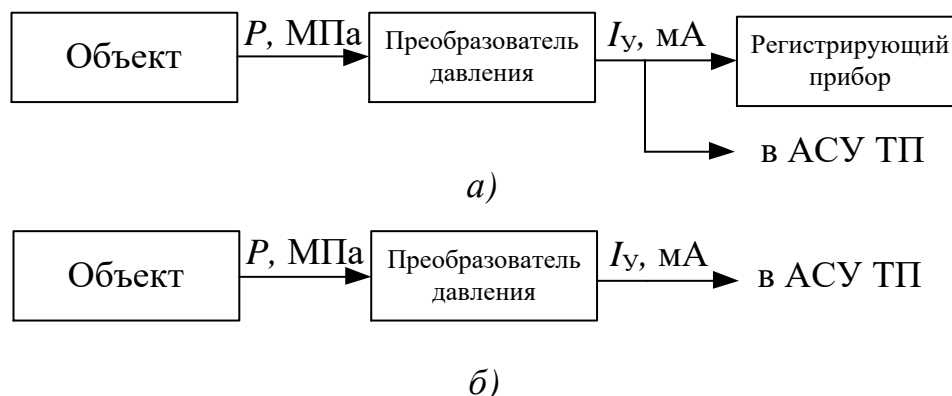 Объект
P, МПа
Преобразователь
давления
Iу, мА
Регистрирующий
прибор
в АСУ ТП
а)
Объект
P, МПа
Преобразователь
давления
Iу, мА
в АСУ ТП
б)